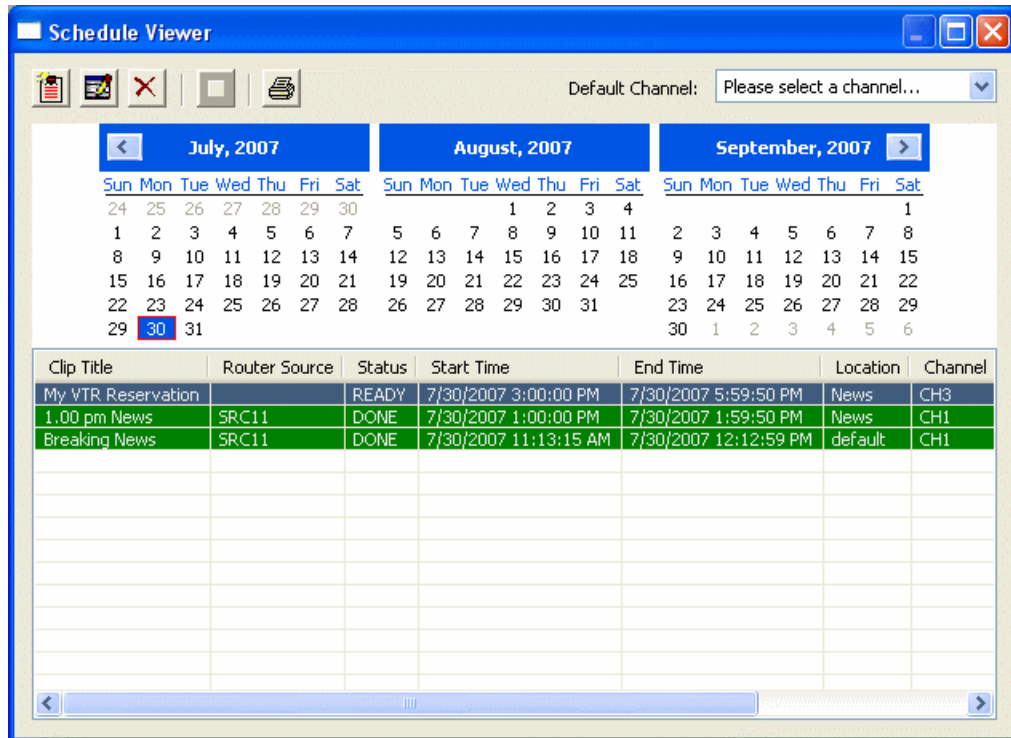 Schedule Viewer
Default Channel: Please select a channel...
July, 2007 August, 2007 September, 2007
Sun Mon Tue Wed Thu Fri Sat Sun Mon Tue Wed Thu Fri Sat Sun Mon Tue Wed Thu Fri Sat
24 25 26 27 28 29 30 1 2 3 4 1
1 2 3 4 5 6 7 5 6 7 8 9 10 11 2 3 4 5 6 7 8
8 9 10 11 12 13 14 12 13 14 15 16 17 18 9 10 11 12 13 14 15
15 16 17 18 19 20 21 19 20 21 22 23 24 25 16 17 18 19 20 21 22
22 23 24 25 26 27 28 26 27 28 29 30 31 23 24 25 26 27 28 29
29 30 31 30 1 2 3 4 5 6
Clip Title Router Source Status Start Time End Time Location Channel
My VTR Reservation READY 7/30/2007 3:00:00 PM 7/30/2007 5:59:50 PM News CH3
1.00 pm News SRC11 DONE 7/30/2007 1:00:00 PM 7/30/2007 1:59:50 PM News CH1
Breaking News SRC11 DONE 7/30/2007 11:13:15 AM 7/30/2007 12:12:59 PM default CH1